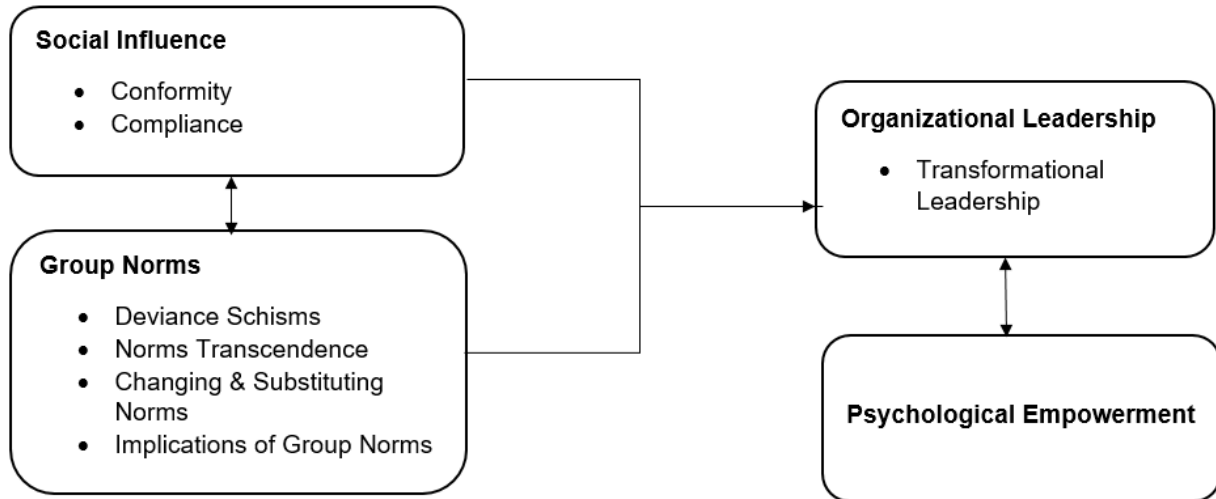 Social Influence
• Conformity
• Compliance
Group Norms
• Deviance Schisms
• Norms Transcendence
• Changing & Substituting
Norms
• Implications of Group Norms
Organizational Leadership
• Transformational
Leadership
Psychological Empowerment